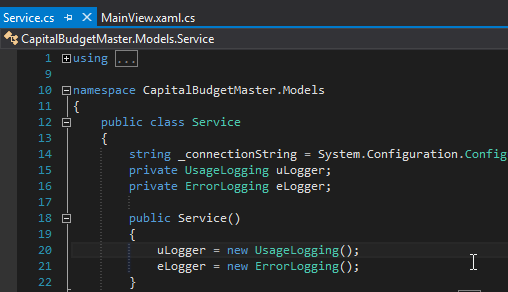 Service.cs MainView.xaml.cs
CapitalBudgetMaster.Models.Service
1 using ...
9
10 namespace CapitalBudgetMaster.Models
11 {
12 public class Service
13 {
14 string _connectionString = System.Configuration.Config
15 private UsageLogging uLogger;
16 private ErrorLogging eLogger;
17
18 public Service()
19 {
20 uLogger = new UsageLogging();
21 eLogger = new ErrorLogging();
22 }